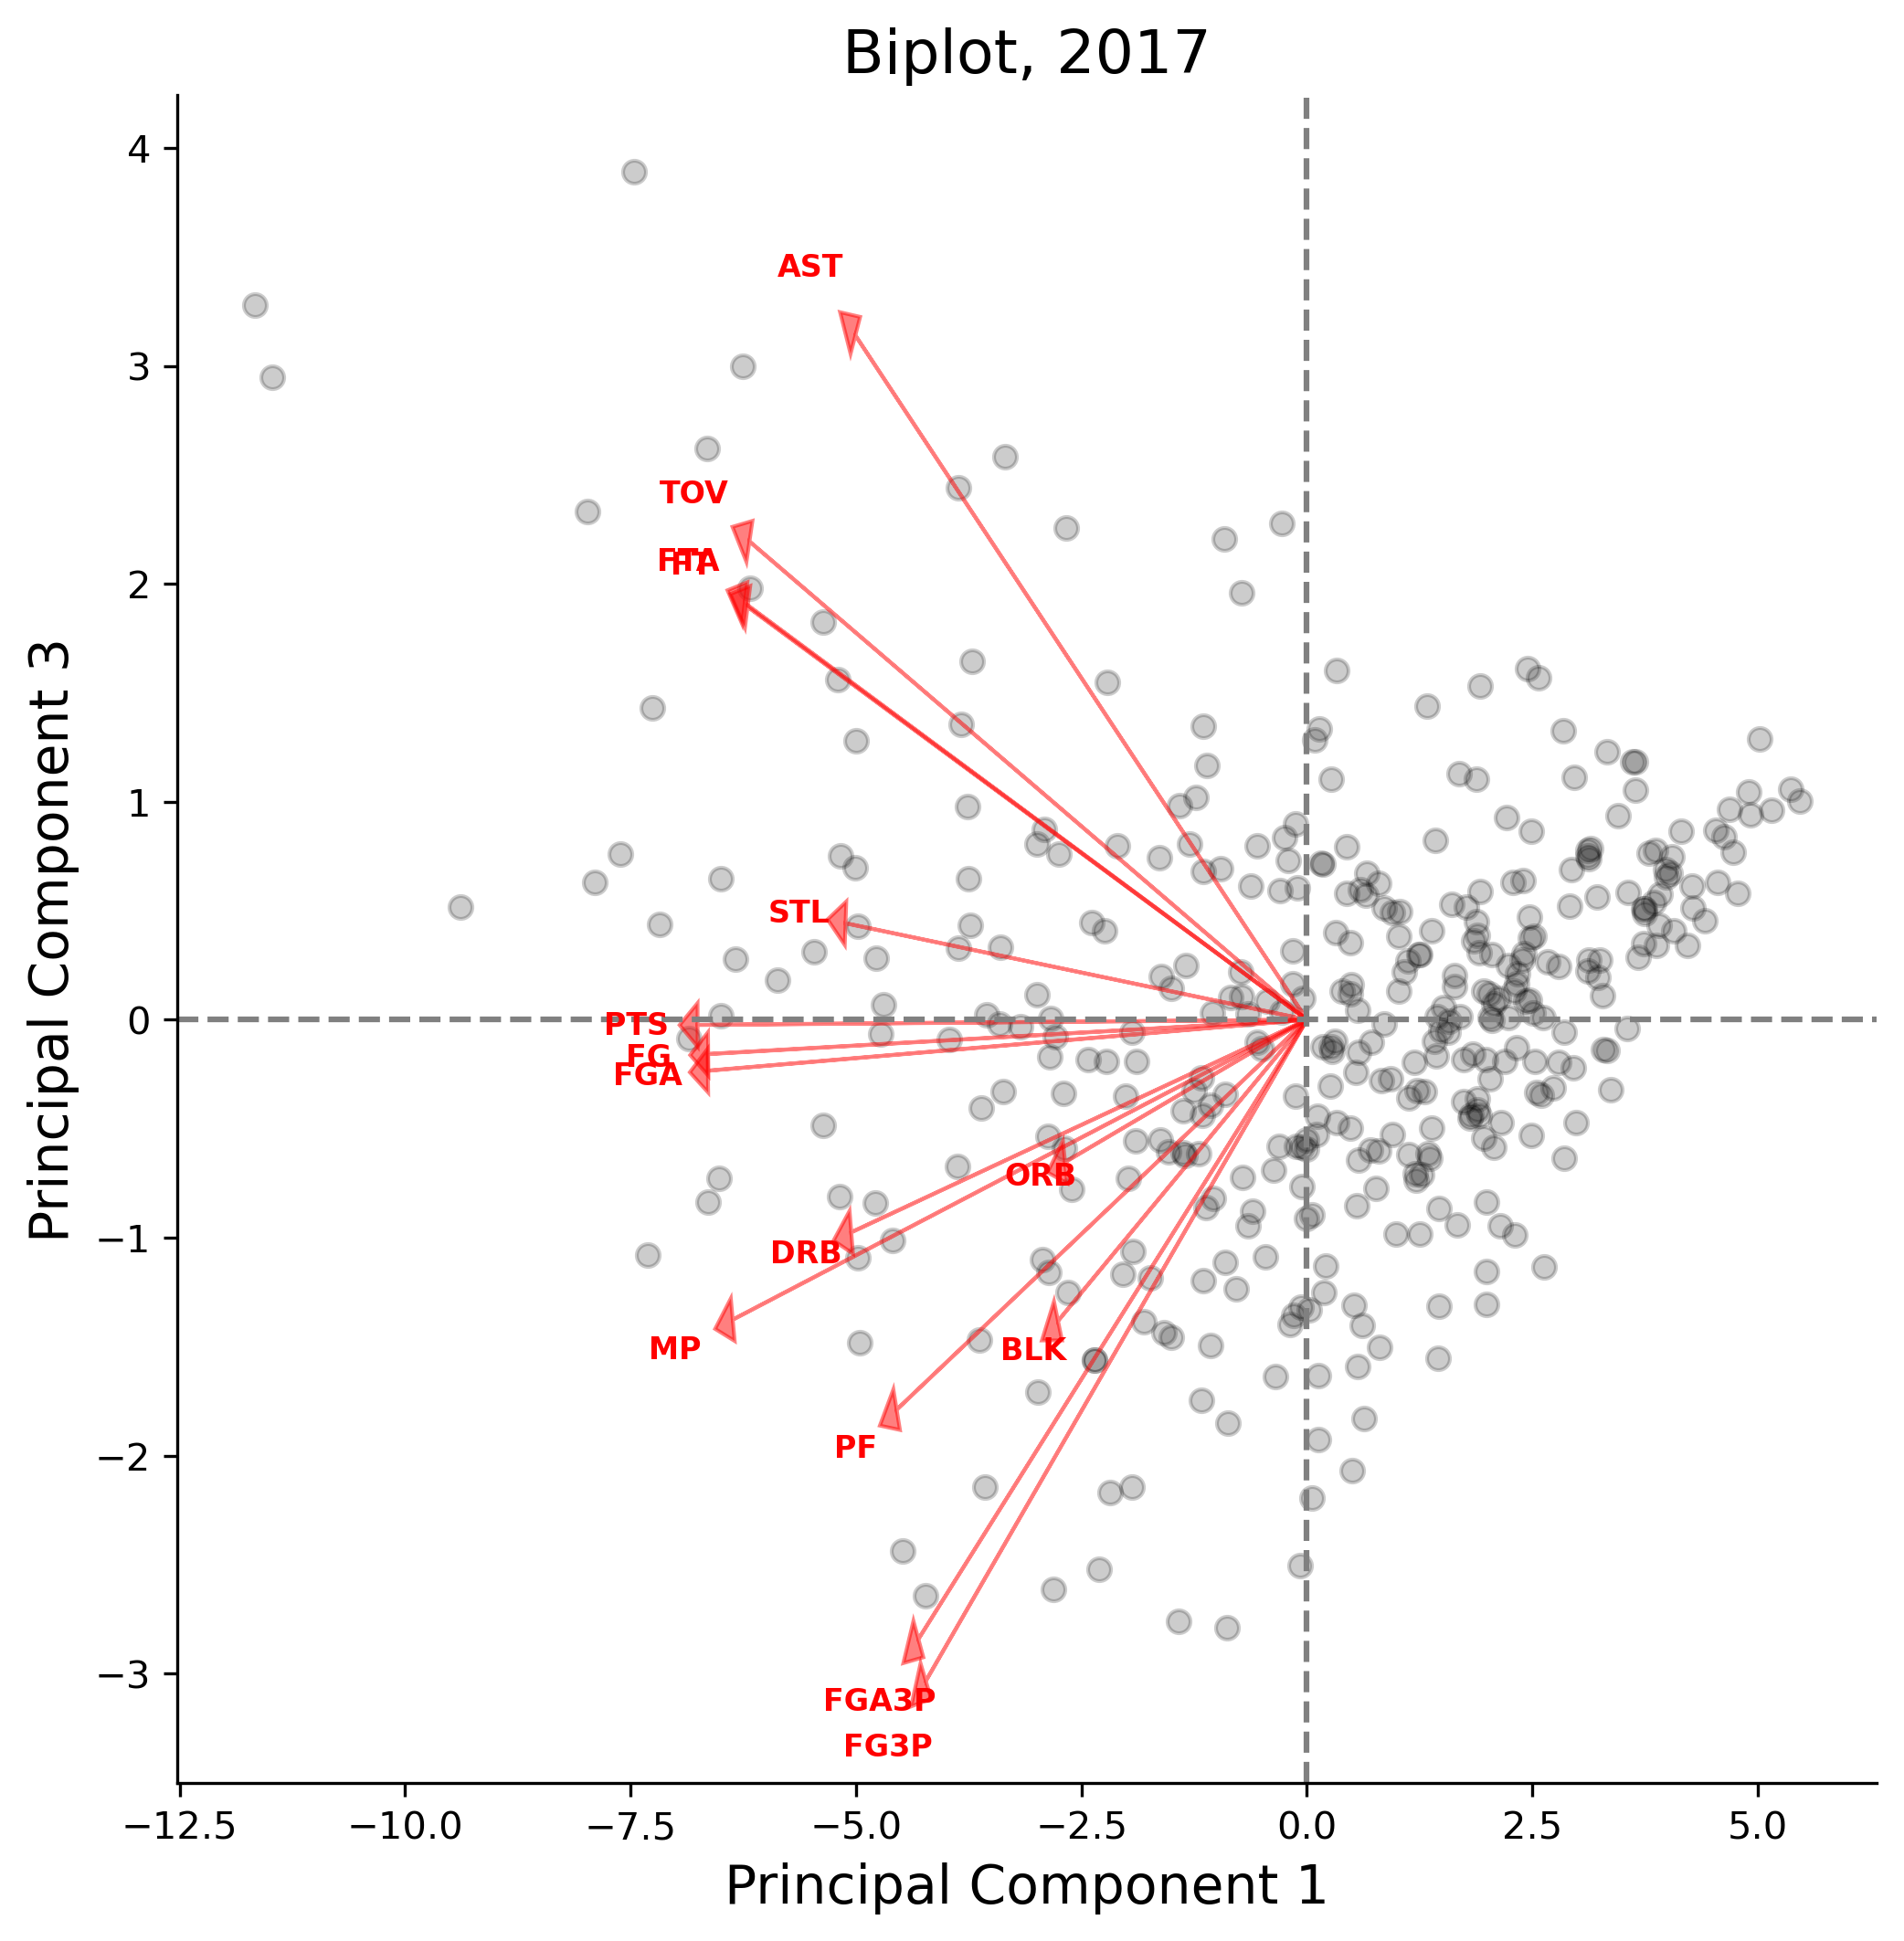 Biplot, 2017
4
3
2
1
0
−1
−2
−3
Principal Component 3
AST
TOV
FTA
FT
STL
PTS
FG
FGA
ORB
DRB
MP
BLK
PF
FGA3P
FG3P
−12.5 −10.0 −7.5 −5.0 −2.5 0.0 2.5 5.0
Principal Component 1